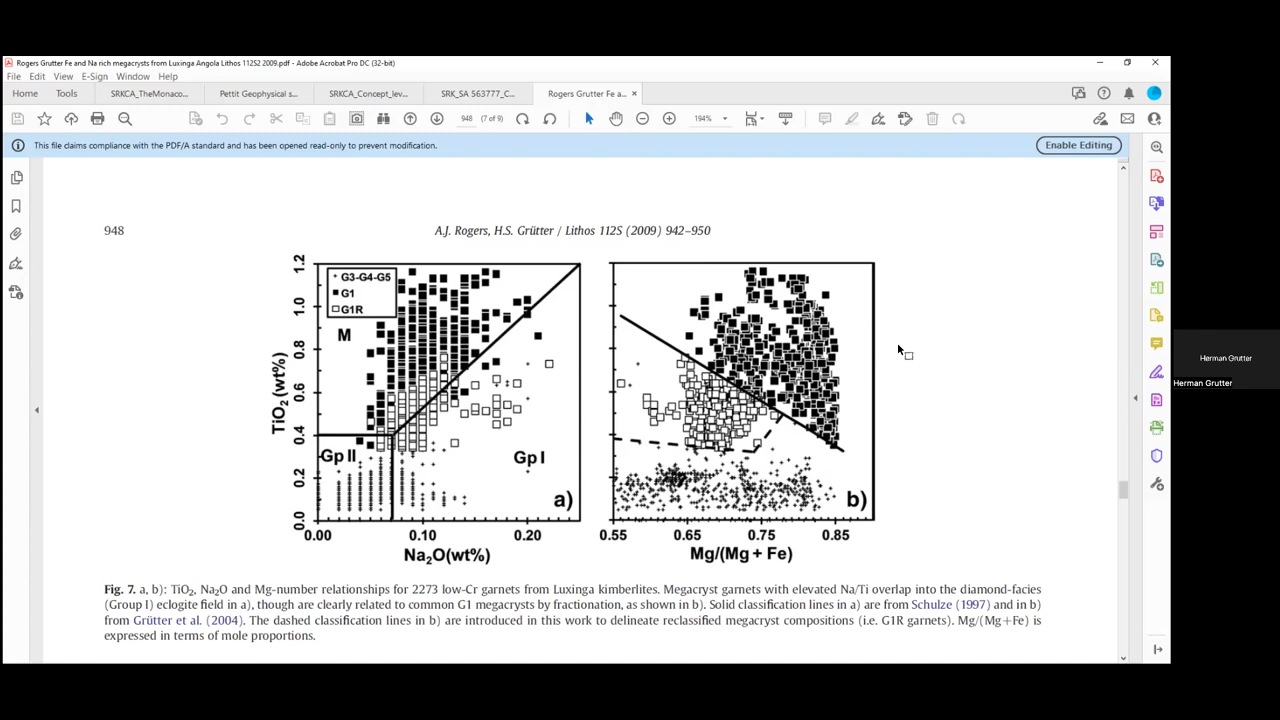 Rogers Grutter Fe and Na rich megacrysts from Luxinga Angola Lithos 112S2 2009.pdf - Adobe Acrobat Pro DC (32-bit)
File Edit View E-Sign Window Help
Home Tools SRKCA_TheMonaco... Pettit Geophysical s... SRKCA_Concept_lev... SRK_SA 563777_C... Rogers Grutter Fe a... ×
948 (7 of 9) 194%
This file claims compliance with the PDF/A standard and has been opened read-only to prevent modification. Enable Editing
948 A.J. Rogers, H.S. Grütter / Lithos 112S (2009) 942–950
TiO2 (wt%)
1.2
1.0
0.8
0.6
0.4
0.2
0.0
G3-G4-G5
G1
G1R
M
Gp II
Gp I
a)
0.00 0.10 0.20
Na2O(wt%)
b)
0.55 0.65 0.75 0.85
Mg/(Mg + Fe)
Fig. 7. a, b): TiO2, Na2O and Mg-number relationships for 2273 low-Cr garnets from Luxinga kimberlites. Megacryst garnets with elevated Na/Ti overlap into the diamond-facies
(Group I) eclogite field in a), though are clearly related to common G1 megacrysts by fractionation, as shown in b). Solid classification lines in a) are from Schulze (1997) and in b)
from Grütter et al. (2004). The dashed classification lines in b) are introduced in this work to delineate reclassified megacryst compositions (i.e. G1R garnets). Mg/(Mg+Fe) is
expressed in terms of mole proportions.
Herman Grutter
Herman Grutter